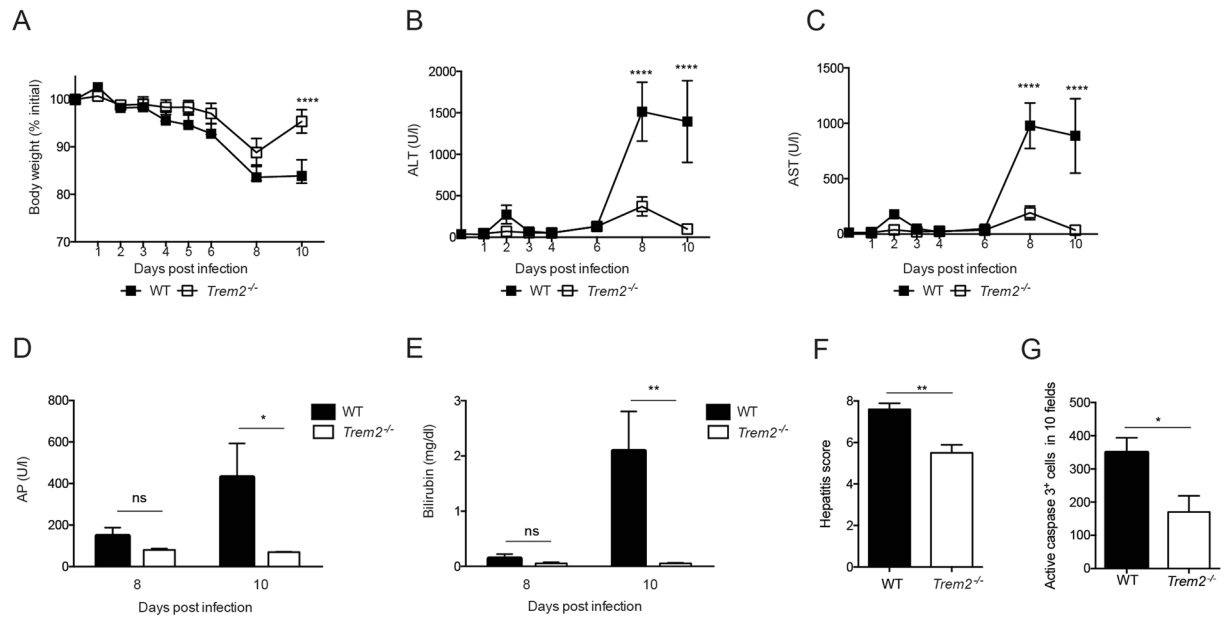 A
Body weight (% initial)
100
90
80
70
****
1 2 3 4 5 6 8 10
Days post infection
WT Trem2-/-
B
ALT (U/l)
2000
1500
1000
500
0
**** ****
1 2 3 4 6 8 10
Days post infection
WT Trem2-/-
C
AST (U/l)
1500
1000
500
0
**** ****
1 2 3 4 6 8 10
Days post infection
WT Trem2-/-
D
AP (U/l)
800
600
400
200
0
ns
*
8 10
Days post infection
WT
Trem2-/-
E
Bilirubin (mg/dl)
3
2
1
0
ns
**
8 10
Days post infection
WT
Trem2-/-
F
Hepatitis score
8
6
4
2
0
**
WT Trem2-/-
G
Active caspase 3+ cells in 10 fields
500
400
300
200
100
0
*
WT Trem2-/-